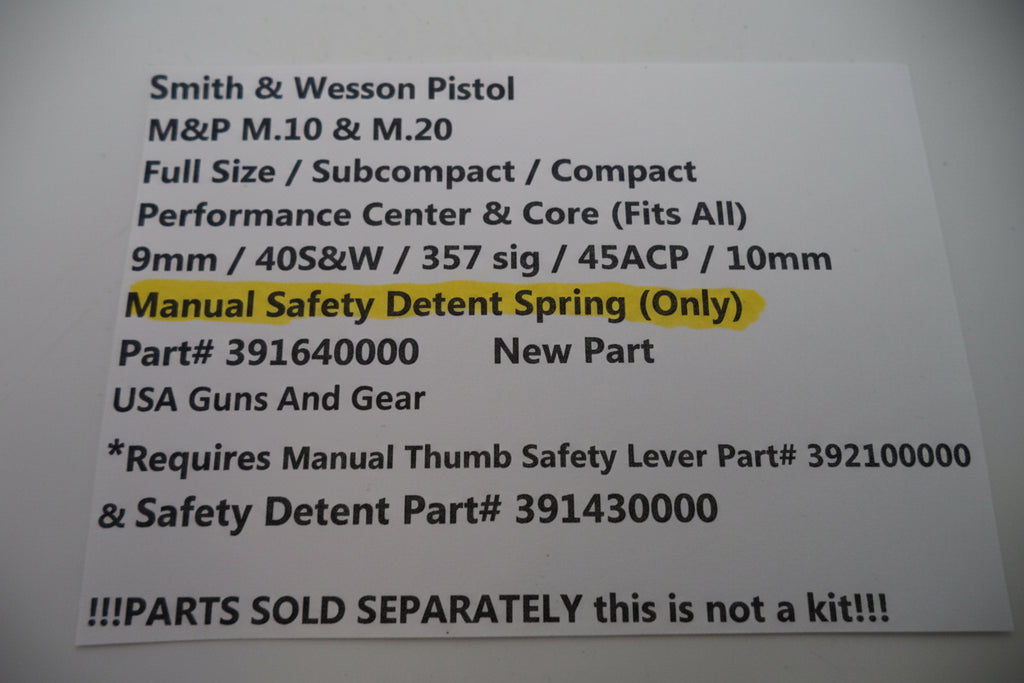 Smith & Wesson Pistol
M&P M.10 & M.20
Full Size / Subcompact / Compact
Performance Center & Core (Fits All)
9mm / 40S&W / 357 sig / 45ACP / 10mm
Manual Safety Detent Spring (Only)
Part# 391640000 New Part
USA Guns And Gear
*Requires Manual Thumb Safety Lever Part# 392100000
& Safety Detent Part# 391430000
!!!PARTS SOLD SEPARATELY this is not a kit!!!